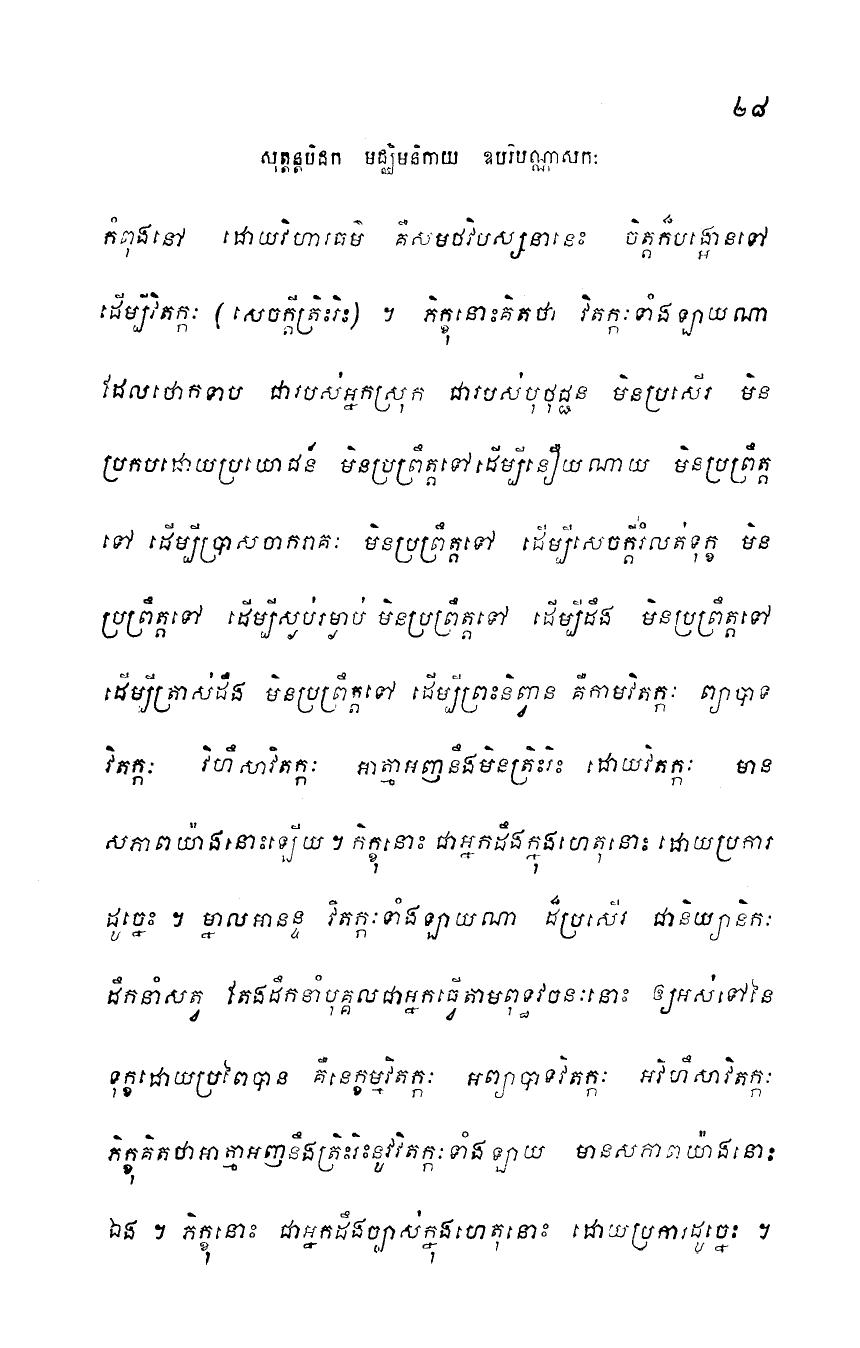 ២៨
សុត្តន្តបិដក មជ្ឈិមនិកាយ ឧបរិបណ្ណាសកៈ
កំពុងនៅ ដោយវិហារធម៌ គឺសមថវិបស្សនានេះ ចិត្តក៏បង្អោនទៅ
ដើម្បីវិតក្កៈ (សេចក្តីត្រិះរិះ) ។ ភិក្ខុនោះគិតថា វិតក្កៈទាំងឡាយណា
ដែលថោកទាប ជារបស់អ្នកស្រុក ជារបស់បុថុជ្ជន មិនប្រសើរ មិន
ប្រកបដោយប្រយោជន៍ មិនប្រព្រឹត្តទៅដើម្បីនឿយណាយ មិនប្រព្រឹត្ត
ទៅ ដើម្បីប្រាសចាករាគៈ មិនប្រព្រឹត្តទៅ ដើម្បីសេចក្តីរំលត់ទុក្ខ មិន
ប្រព្រឹត្តទៅ ដើម្បីស្ងប់រម្ងាប់ មិនប្រព្រឹត្តទៅ ដើម្បីដឹង មិនប្រព្រឹត្តទៅ
ដើម្បីត្រាស់ដឹង មិនប្រព្រឹត្តទៅ ដើម្បីព្រះនិព្វាន គឺកាមវិតក្កៈ ព្យាបាទ
វិតក្កៈ វិហឹសាវិតក្កៈ អាត្មាអញនឹងមិនត្រិះរិះ ដោយវិតក្កៈ មាន
សភាពយ៉ាងនោះឡើយ ។ ភិក្ខុនោះ ជាអ្នកដឹងក្នុងហេតុនោះ ដោយប្រការ
ដូច្នេះ ។ ម្នាលអានន្ទ វិតក្កៈទាំងឡាយណា ដ៏ប្រសើរ ជានិយ្យានិកៈ
ដឹកនាំសត្វ តែងដឹកនាំបុគ្គលជាអ្នកធ្វើតាមពុទ្ធវចនៈនោះ ឲ្យអស់ទៅនៃ
ទុក្ខដោយប្រពៃបាន គឺនេក្ខម្មវិតក្កៈ អព្យាបាទវិតក្កៈ អវិហឹសាវិតក្កៈ
ភិក្ខុគិតថាអាត្មាអញនឹងត្រិះរិះនូវវិតក្កៈទាំងឡាយ មានសភាពយ៉ាងនោះ
ឯង ។ ភិក្ខុនោះ ជាអ្នកដឹងច្បាស់ក្នុងហេតុនោះ ដោយប្រការដូច្នេះ ។